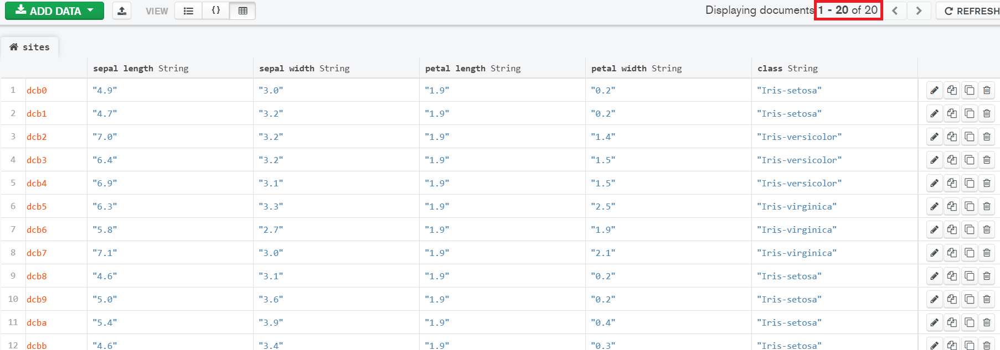 ADD DATA VIEW {} Displaying documents 1 - 20 of 20 REFRESH
sites
sepal length String sepal width String petal length String petal width String class String
1 dcb0 "4.9" "3.0" "1.9" "0.2" "Iris-setosa"
2 dcb1 "4.7" "3.2" "1.9" "0.2" "Iris-setosa"
3 dcb2 "7.0" "3.2" "1.9" "1.4" "Iris-versicolor"
4 dcb3 "6.4" "3.2" "1.9" "1.5" "Iris-versicolor"
5 dcb4 "6.9" "3.1" "1.9" "1.5" "Iris-versicolor"
6 dcb5 "6.3" "3.3" "1.9" "2.5" "Iris-virginica"
7 dcb6 "5.8" "2.7" "1.9" "1.9" "Iris-virginica"
8 dcb7 "7.1" "3.0" "1.9" "2.1" "Iris-virginica"
9 dcb8 "4.6" "3.1" "1.9" "0.2" "Iris-setosa"
10 dcb9 "5.0" "3.6" "1.9" "0.2" "Iris-setosa"
11 dcba "5.4" "3.9" "1.9" "0.4" "Iris-setosa"
12 dcbb "4.6" "3.4" "1.9" "0.3" "Iris-setosa"